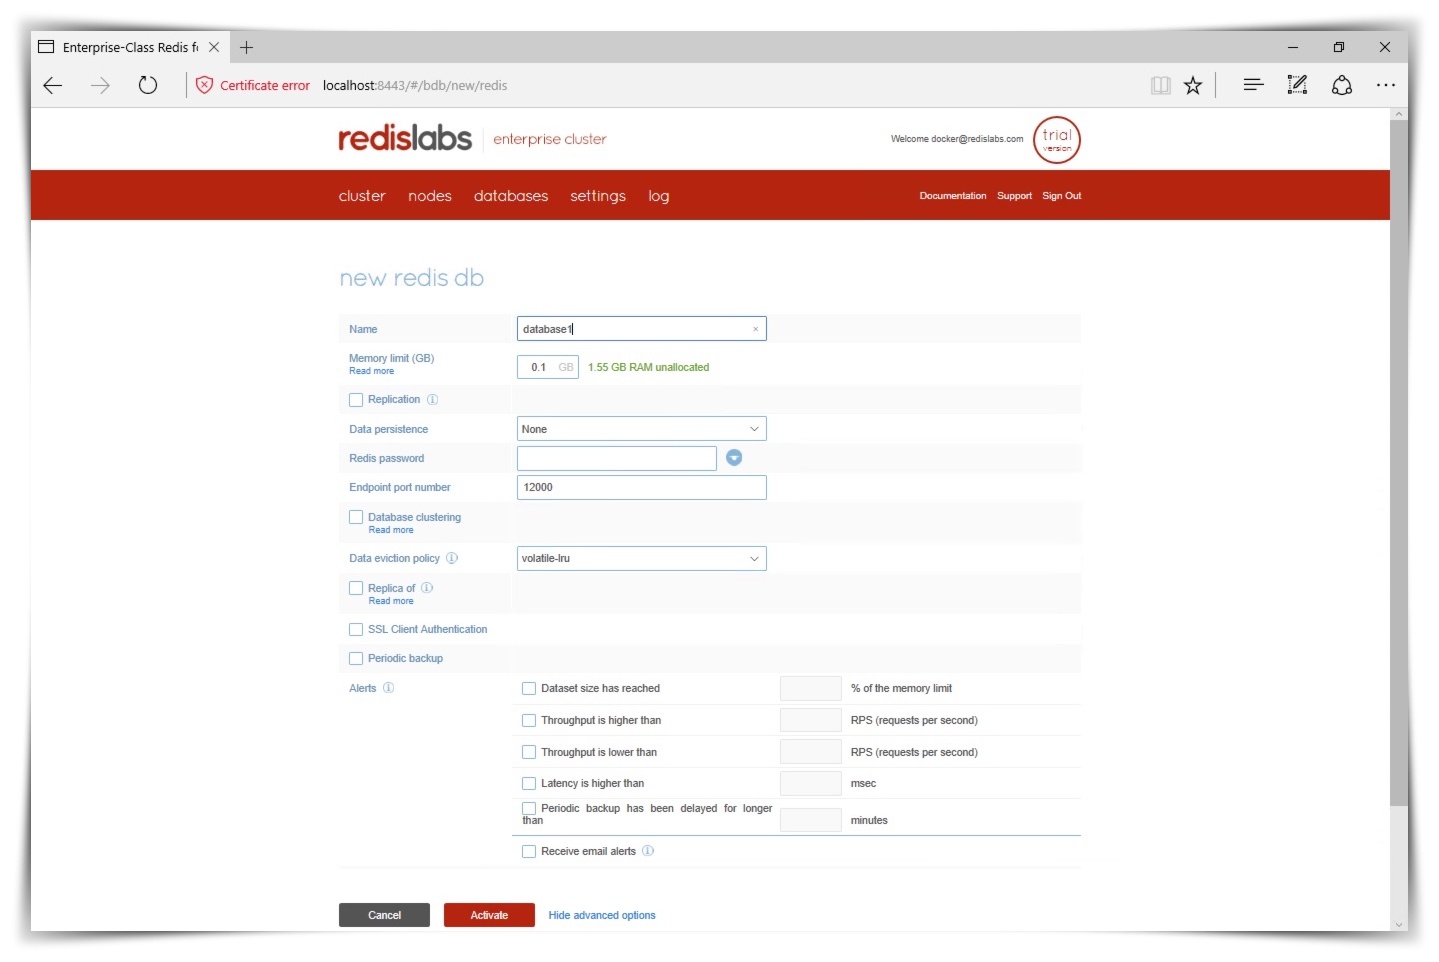 Enterprise-Class Redis fo
Certificate error localhost:8443/#/bdb/new/redis
redislabs enterprise cluster
Welcome docker@redislabs.com
trial
version
cluster nodes databases settings log
Documentation Support Sign Out
new redis db
Name database1
Memory limit (GB)
Read more
0.1 GB 1.55 GB RAM unallocated
Replication
Data persistence None
Redis password
Endpoint port number 12000
Database clustering
Read more
Data eviction policy volatile-lru
Replica of
Read more
SSL Client Authentication
Periodic backup
Alerts Dataset size has reached % of the memory limit
Throughput is higher than RPS (requests per second)
Throughput is lower than RPS (requests per second)
Latency is higher than msec
Periodic backup has been delayed for longer
than minutes
Receive email alerts
Cancel Activate Hide advanced options